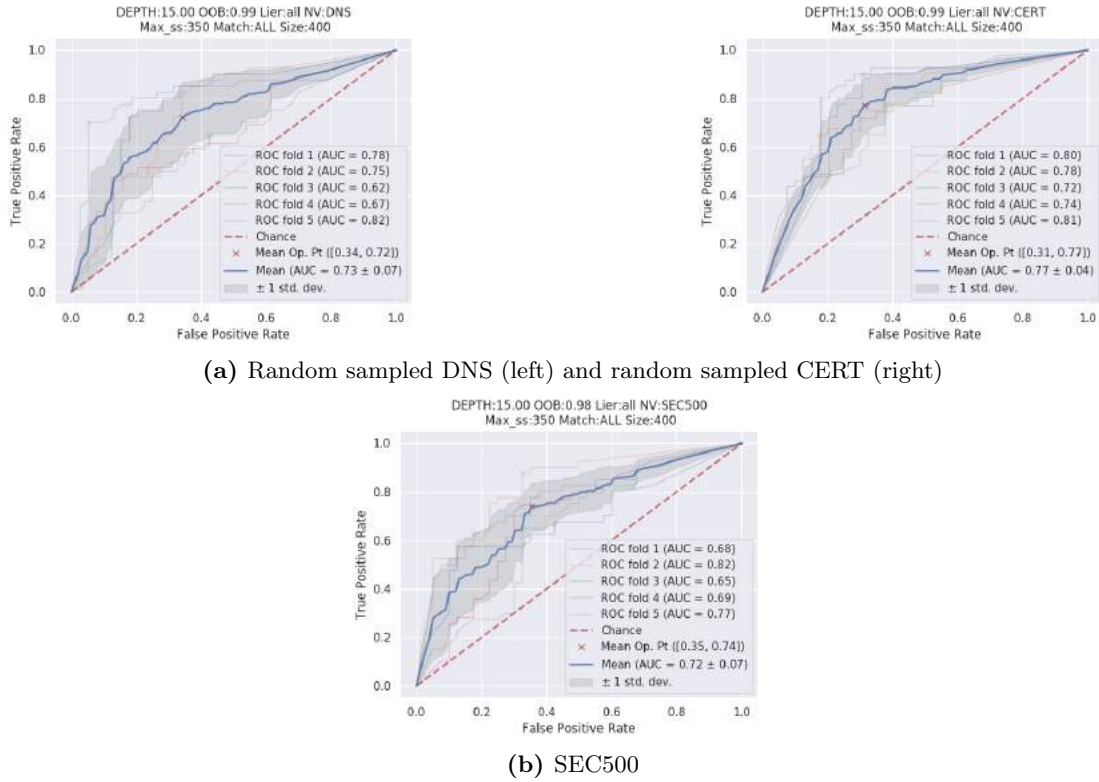 DEPTH:15.00 OOB:0.99 Lier:all NV:DNS
Max_ss:350 Match:ALL Size:400
1.0
0.8
0.6
0.4
0.2
0.0
True Positive Rate
ROC fold 1 (AUC = 0.78)
ROC fold 2 (AUC = 0.75)
ROC fold 3 (AUC = 0.62)
ROC fold 4 (AUC = 0.67)
ROC fold 5 (AUC = 0.82)
Chance
Mean Op. Pt ([0.34, 0.72])
Mean (AUC = 0.73 ± 0.07)
± 1 std. dev.
0.0 0.2 0.4 0.6 0.8 1.0
False Positive Rate
DEPTH:15.00 OOB:0.99 Lier:all NV:CERT
Max_ss:350 Match:ALL Size:400
1.0
0.8
0.6
0.4
0.2
0.0
True Positive Rate
ROC fold 1 (AUC = 0.80)
ROC fold 2 (AUC = 0.78)
ROC fold 3 (AUC = 0.72)
ROC fold 4 (AUC = 0.74)
ROC fold 5 (AUC = 0.81)
Chance
Mean Op. Pt ([0.31, 0.77])
Mean (AUC = 0.77 ± 0.04)
± 1 std. dev.
0.0 0.2 0.4 0.6 0.8 1.0
False Positive Rate
(a) Random sampled DNS (left) and random sampled CERT (right)
DEPTH:15.00 OOB:0.98 Lier:all NV:SEC500
Max_ss:350 Match:ALL Size:400
1.0
0.8
0.6
0.4
0.2
0.0
True Positive Rate
ROC fold 1 (AUC = 0.68)
ROC fold 2 (AUC = 0.82)
ROC fold 3 (AUC = 0.65)
ROC fold 4 (AUC = 0.69)
ROC fold 5 (AUC = 0.77)
Chance
Mean Op. Pt ([0.35, 0.74])
Mean (AUC = 0.72 ± 0.07)
± 1 std. dev.
0.0 0.2 0.4 0.6 0.8 1.0
False Positive Rate
(b) SEC500